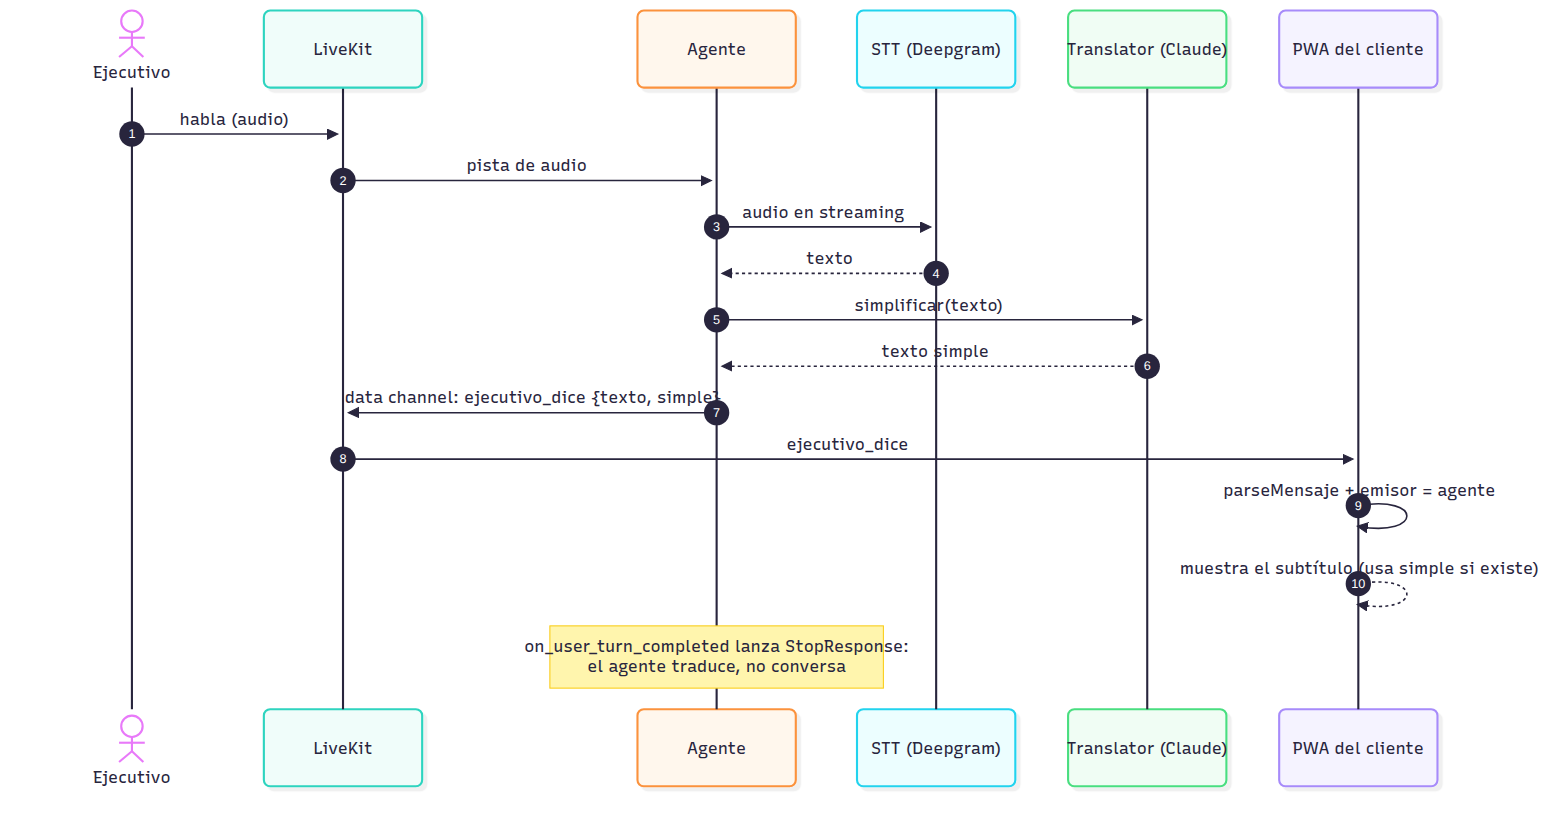 Ejecutivo
LiveKit
Agente
STT (Deepgram)
Translator (Claude)
PWA del cliente
habla (audio)
1
pista de audio
2
audio en streaming
3
texto
4
simplificar(texto)
5
texto simple
6
data channel: ejecutivo_dice {texto, simple}
7
ejecutivo_dice
8
parseMensaje + emisor = agente
9
muestra el subtítulo (usa simple si existe)
10
on_user_turn_completed lanza StopResponse:
el agente traduce, no conversa
Ejecutivo
LiveKit
Agente
STT (Deepgram)
Translator (Claude)
PWA del cliente